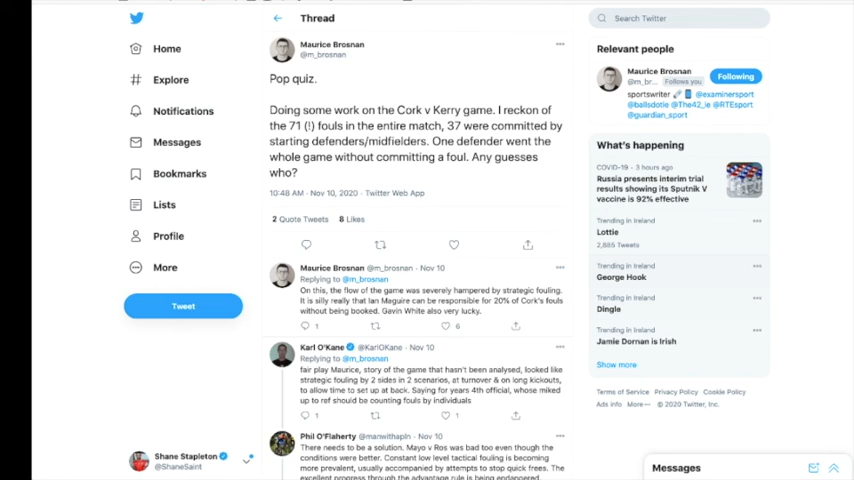 Home
Explore
Notifications
Messages
Bookmarks
Lists
Profile
More
Tweet
Shane Stapleton
@ShaneSaint
Thread
Maurice Brosnan
@m_brosnan
Pop quiz.
Doing some work on the Cork v Kerry game. I reckon of
the 71 (!) fouls in the entire match, 37 were committed by
starting defenders/midfielders. One defender went the
whole game without committing a foul. Any guesses
who?
10:48 AM · Nov 10, 2020 · Twitter Web App
2 Quote Tweets 8 Likes
Maurice Brosnan @m_brosnan · Nov 10
Replying to @m_brosnan
On this, the flow of the game was severely hampered by strategic fouling.
It is silly really that Ian Maguire can be responsible for 20% of Cork's fouls
without being booked. Gavin White also very lucky.
1 6
Karl O'Kane @KarlOKane · Nov 10
Replying to @m_brosnan
fair play Maurice, story of the game that hasn't been analysed, looked like
strategic fouling by 2 sides in 2 scenarios, at turnover & on long kickouts,
to allow time to set up at back. Saying for years 4th official, whose miked
up to ref should be counting fouls by individuals
1 1
Phil O'Flaherty @manwithapin · Nov 10
There needs to be a solution. Mayo v Ros was bad too even though the
conditions were better. Constant low level tactical fouling is becoming
more prevalent, usually accompanied by attempts to stop quick frees. The
excellent progress through the advantage rule is being endangered.
Search Twitter
Relevant people
Maurice Brosnan
@m_br... Follows you
Following
sportswriter @examinersport
@ballsdotie @The42_ie @RTEsport
@guardian_sport
What's happening
COVID-19 · 3 hours ago
Russia presents interim trial
results showing its Sputnik V
vaccine is 92% effective
Trending in Ireland
Lottie
2,665 Tweets
Trending in Ireland
George Hook
Trending in Ireland
Dingle
Trending in Ireland
Jamie Dornan is Irish
Show more
Terms of Service Privacy Policy Cookie Policy
Ads info More © 2020 Twitter, Inc.
Messages